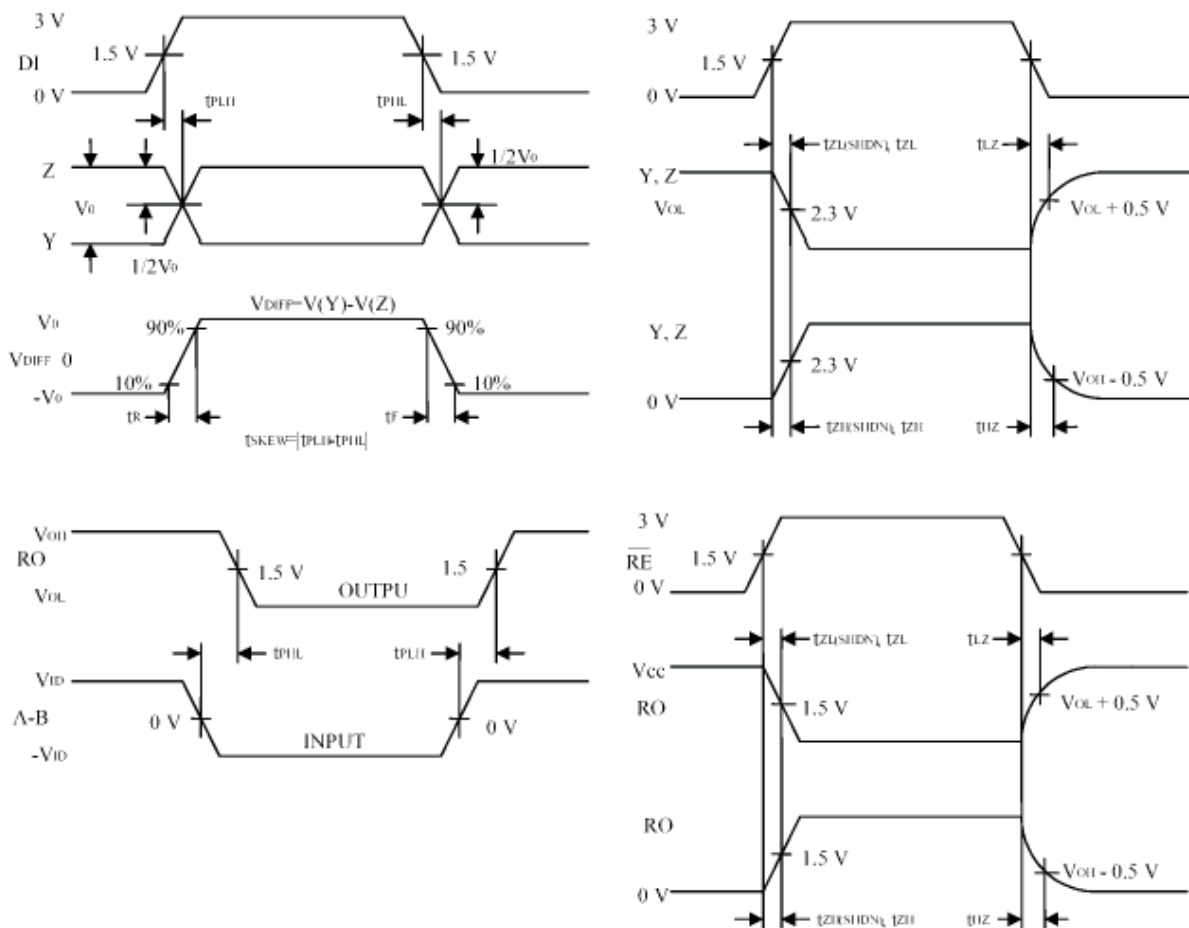 3 V
DI
1.5 V
1.5 V
0 V
tPLH
tPHL
Z
1/2V0
V0
Y
1/2V0
VDIFF=V(Y)-V(Z)
V0
90%
90%
VDIFF 0
10%
10%
-V0
tR
tF
tSKEW=|tPLH-tPHL|
3 V
1.5 V
0 V
tZL(SHDN), tZL
tLZ
Y, Z
VOL
2.3 V
VOL + 0.5 V
Y, Z
2.3 V
VOH - 0.5 V
0 V
tZH(SHDN), tZH
tHZ
VOH
RO
1.5 V
1.5
VOL
OUTPU
tPHL
tPLH
VID
A-B
0 V
0 V
INPUT
-VID
3 V
RE
1.5 V
0 V
tZL(SHDN), tZL
tLZ
Vcc
RO
1.5 V
VOL + 0.5 V
RO
1.5 V
VOH - 0.5 V
0 V
tZH(SHDN), tZH
tHZ